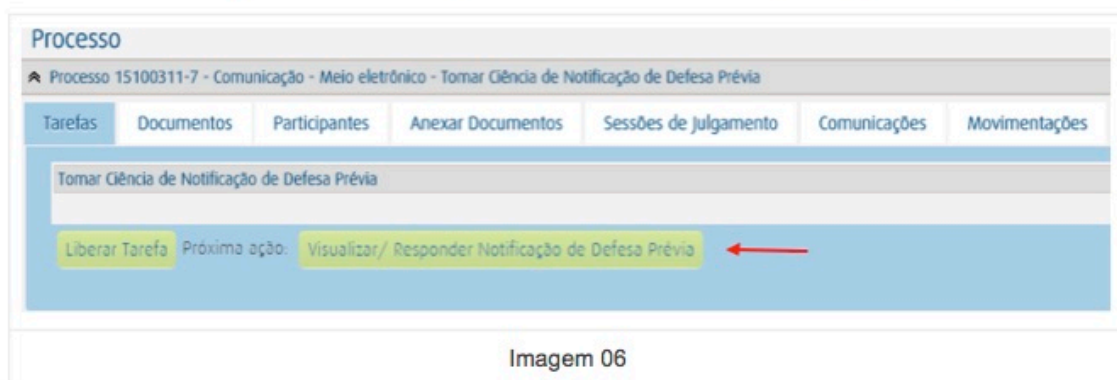 Processo
Processo 15100311-7 - Comunicação - Meio eletrônico - Tomar Ciência de Notificação de Defesa Prévia
Tarefas Documentos Participantes Anexar Documentos Sessões de Julgamento Comunicações Movimentações
Tomar Ciência de Notificação de Defesa Prévia
Liberar Tarefa Próxima ação: Visualizar/ Responder Notificação de Defesa Prévia
Imagem 06